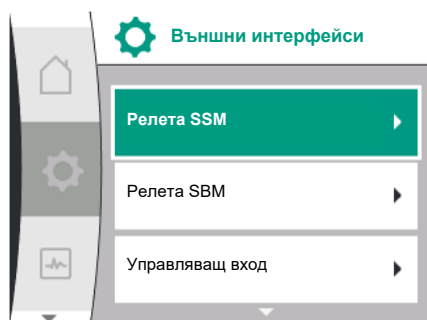 Външни интерфейси
Релета SSM
Релета SBM
Управляващ вход